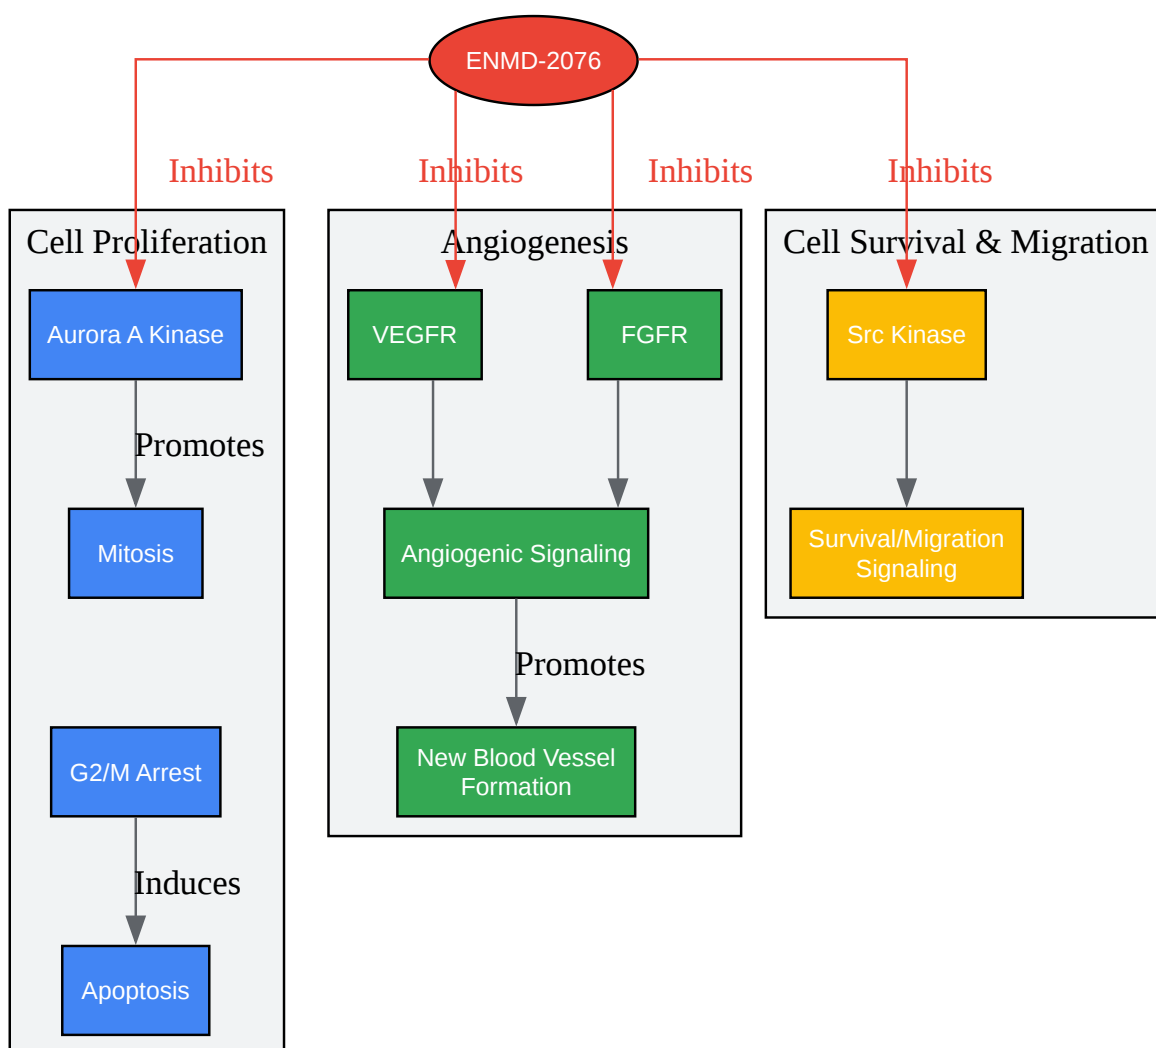 ENMD-2076
Inhibits
Inhibits
Inhibits
Inhibits
Cell Proliferation
Angiogenesis
Cell Survival & Migration
Aurora A Kinase
VEGFR
FGFR
Src Kinase
Promotes
Mitosis
Angiogenic Signaling
Survival/Migration
Signaling
Promotes
G2/M Arrest
New Blood Vessel
Formation
Induces
Apoptosis